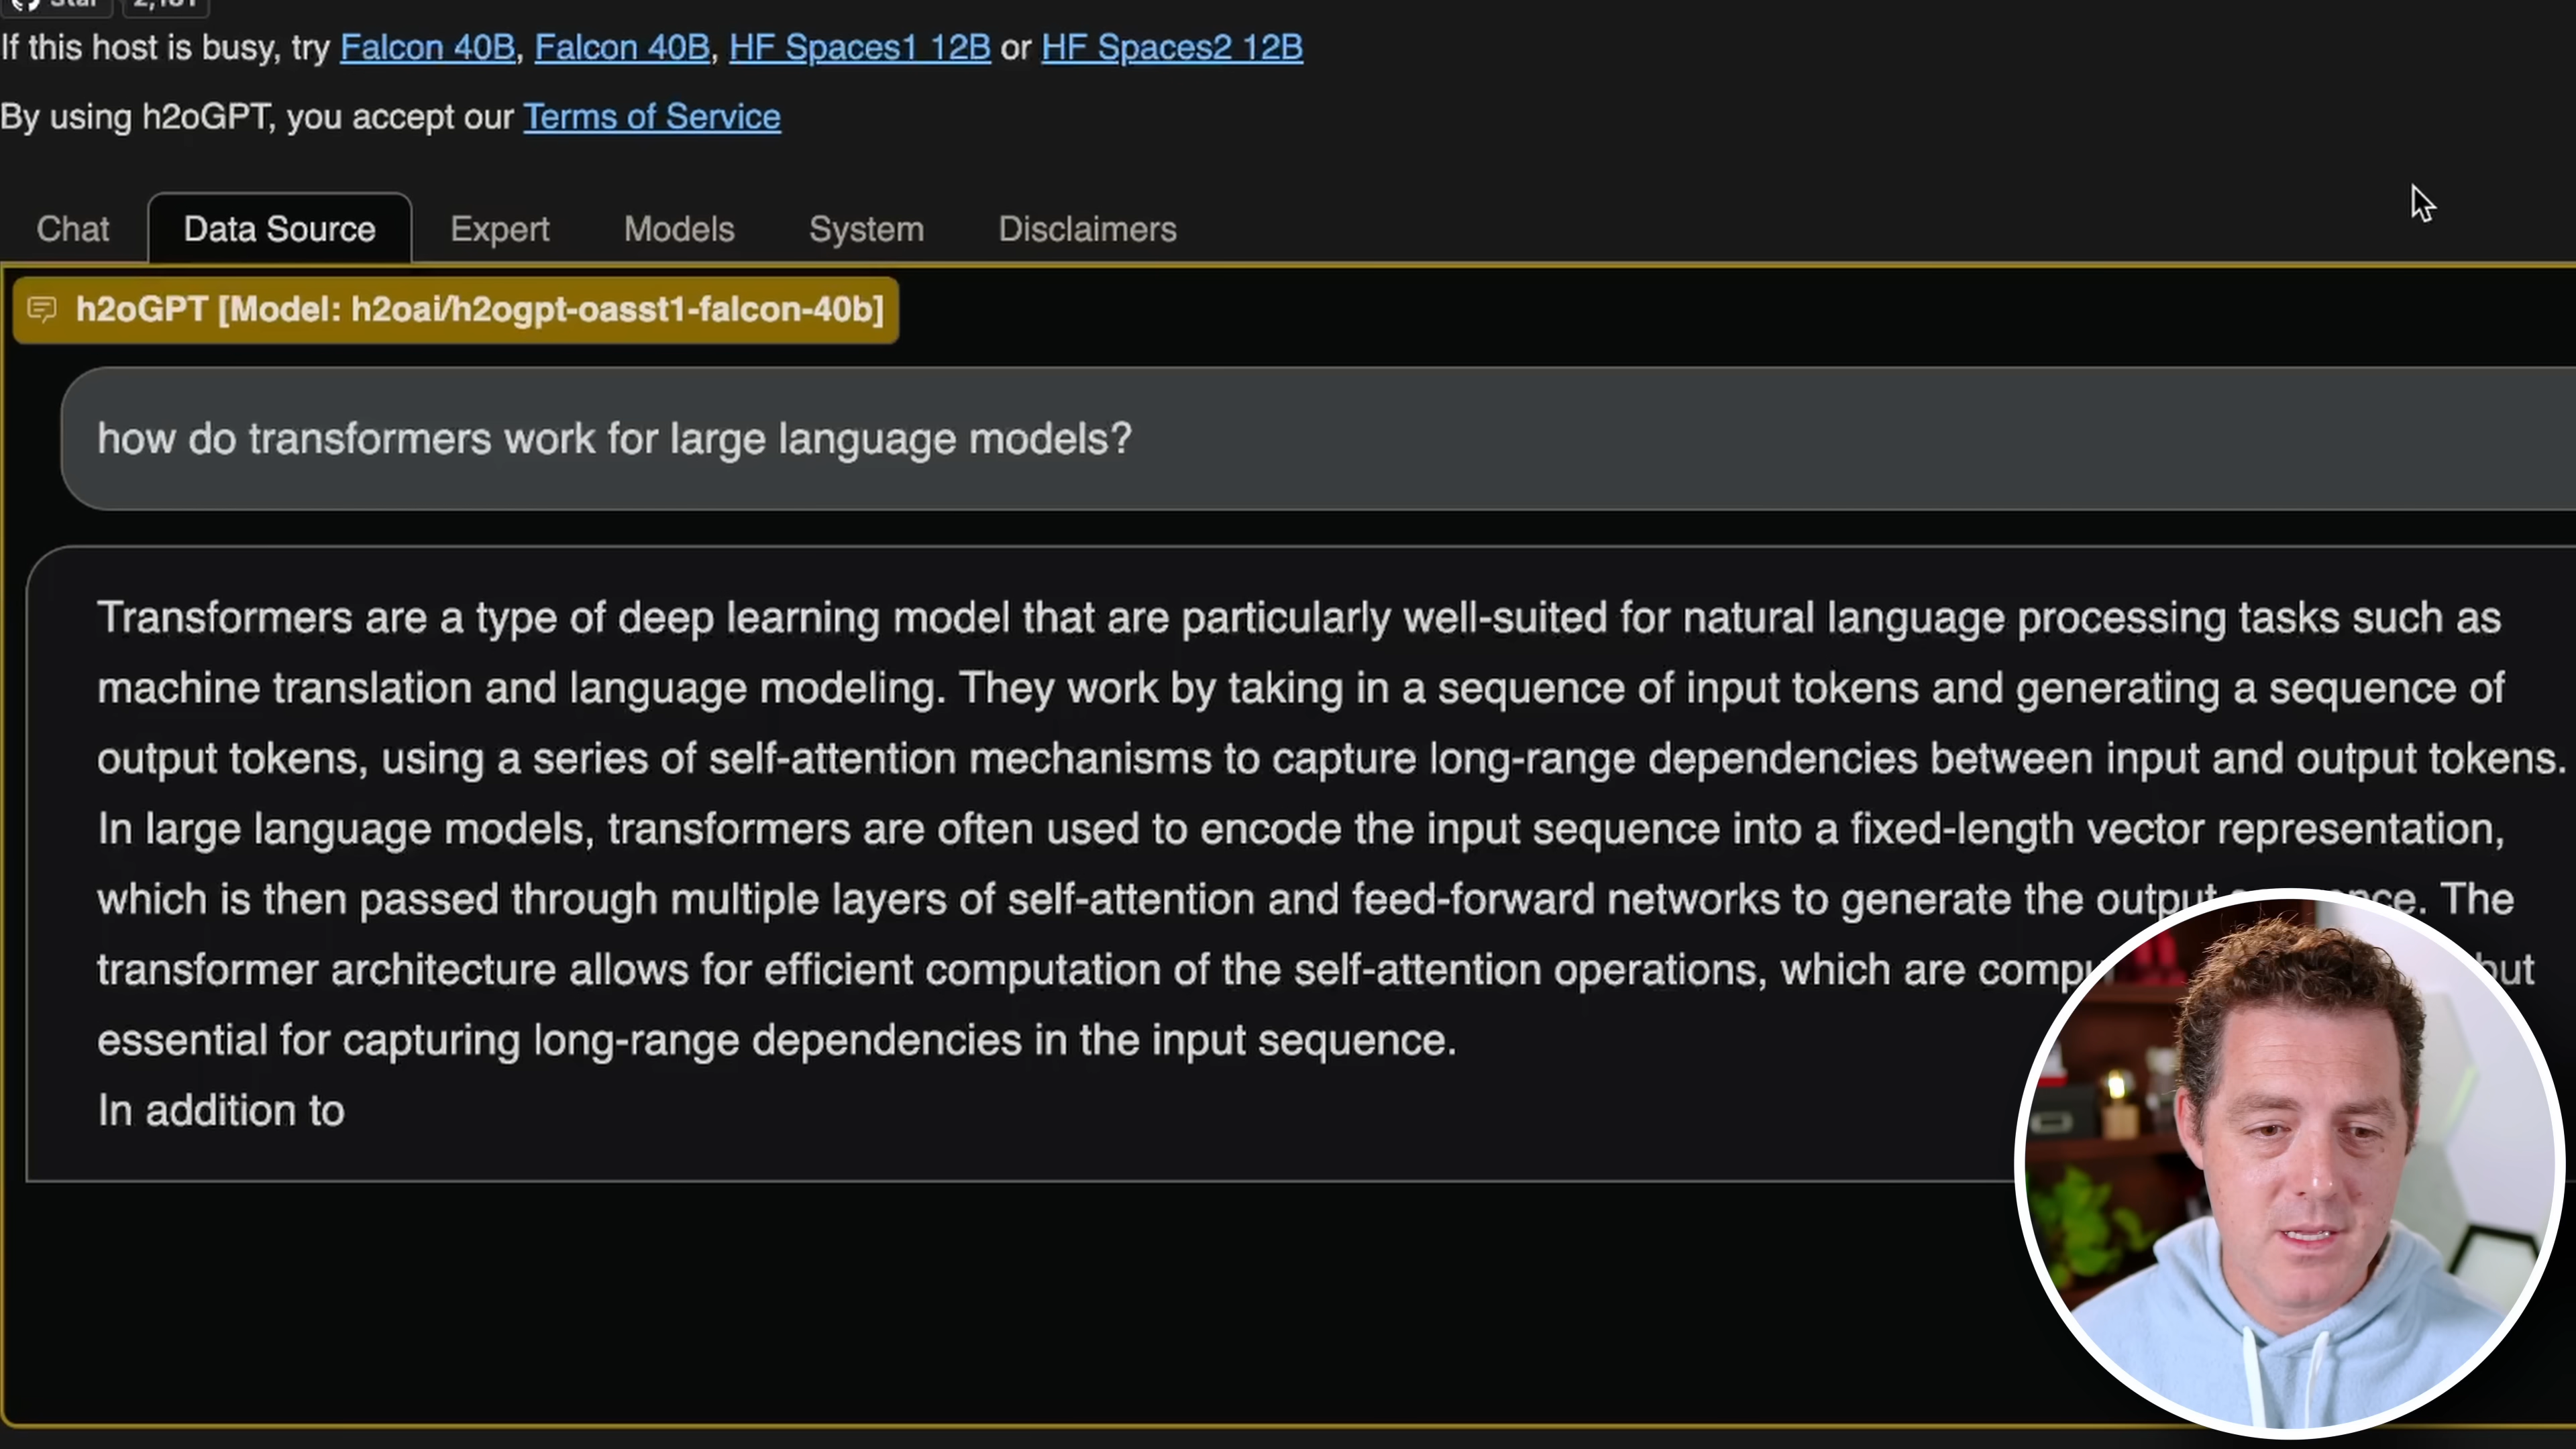 If this host is busy, try Falcon 40B, Falcon 40B, HF Spaces1 12B or HF Spaces2 12B
By using h2oGPT, you accept our Terms of Service
Chat Data Source Expert Models System Disclaimers
h2oGPT [Model: h2oai/h2ogpt-oasst1-falcon-40b]
how do transformers work for large language models?
Transformers are a type of deep learning model that are particularly well-suited for natural language processing tasks such as
machine translation and language modeling. They work by taking in a sequence of input tokens and generating a sequence of
output tokens, using a series of self-attention mechanisms to capture long-range dependencies between input and output tokens.
In large language models, transformers are often used to encode the input sequence into a fixed-length vector representation,
which is then passed through multiple layers of self-attention and feed-forward networks to generate the output The
transformer architecture allows for efficient computation of the self-attention operations, which are but
essential for capturing long-range dependencies in the input sequence.
In addition to